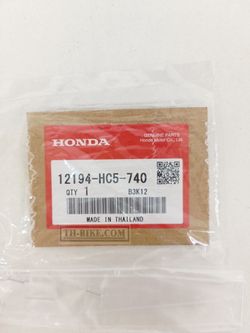 HONDA
GENUINE PARTS
Honda Motor Co., Ltd.
12194-HC5-740
QTY 1 B3K12
MADE IN THAILAND
TH-BIKE.COM